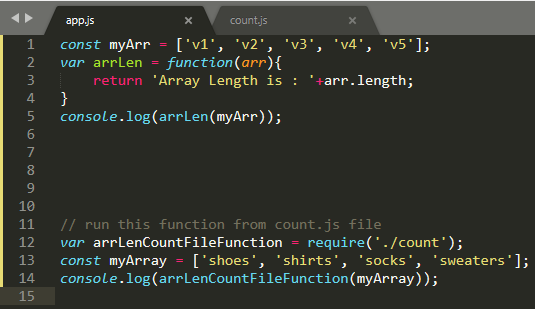 app.js count.js
1 const myArr = ['v1', 'v2', 'v3', 'v4', 'v5'];
2 var arrLen = function(arr){
3 return 'Array Length is : '+arr.length;
4 }
5 console.log(arrLen(myArr));
6
7
8
9
10
11 // run this function from count.js file
12 var arrLenCountFileFunction = require('./count');
13 const myArray = ['shoes', 'shirts', 'socks', 'sweaters'];
14 console.log(arrLenCountFileFunction(myArray));
15